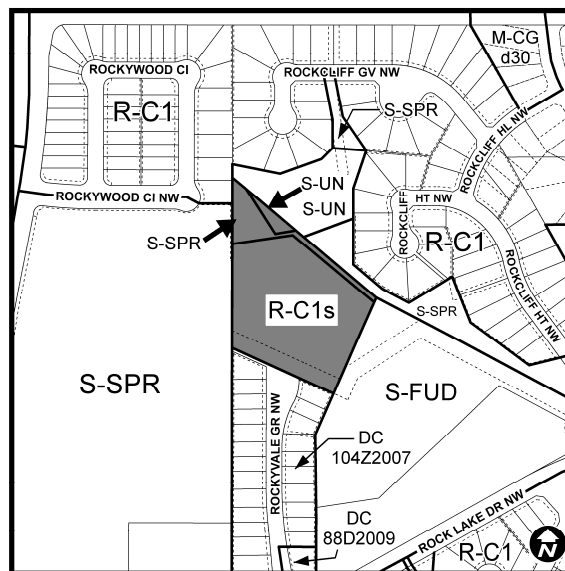 M-CG
d30
ROCKYWOOD CI
ROCKCLIFF GV NW
R-C1
S-SPR
ROCKCLIFF HL NW
ROCKYWOOD CI NW
S-UN
S-UN
ROCKCLIFF
HT NW
S-SPR
R-C1
R-C1s
S-SPR
ROCKCLIFF HT NW
S-SPR
S-FUD
ROCKYVALE GR NW
DC
104Z2007
DC
88D2009
ROCK LAKE DR NW
R-C1
N